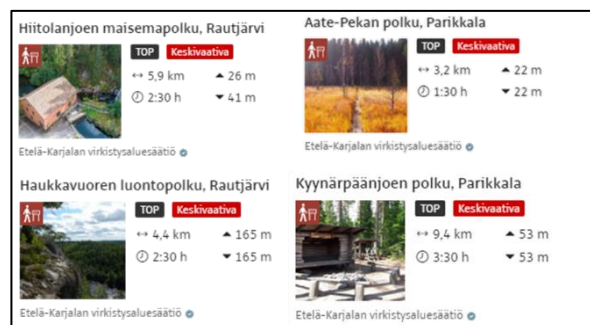 Hiitolanjoen maisemapolku, Rautjärvi
TOP Keskivaativa
5,9 km 26 m
2:30 h 41 m
Etelä-Karjalan virkistysaluesäätiö
Aate-Pekan polku, Parikkala
TOP Keskivaativa
3,2 km 22 m
1:30 h 22 m
Etelä-Karjalan virkistysaluesäätiö
Haukkavuoren luontopolku, Rautjärvi
TOP Keskivaativa
4,4 km 165 m
2:30 h 165 m
Etelä-Karjalan virkistysaluesäätiö
Kyynärpäänjoen polku, Parikkala
TOP Keskivaativa
9,4 km 53 m
3:30 h 53 m
Etelä-Karjalan virkistysaluesäätiö